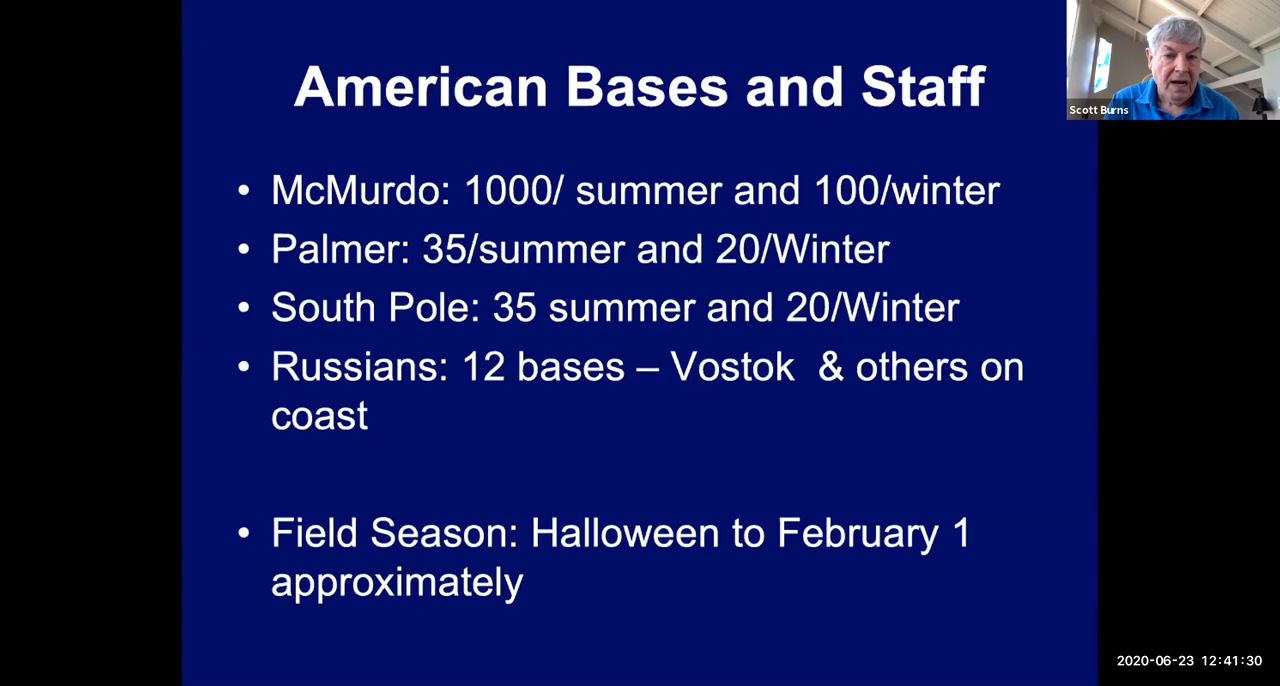 American Bases and Staff
Scott Burns
• McMurdo: 1000/ summer and 100/winter
• Palmer: 35/summer and 20/Winter
• South Pole: 35 summer and 20/Winter
• Russians: 12 bases – Vostok  & others on
coast
• Field Season: Halloween to February 1
approximately
2020-06-23 12:41:30